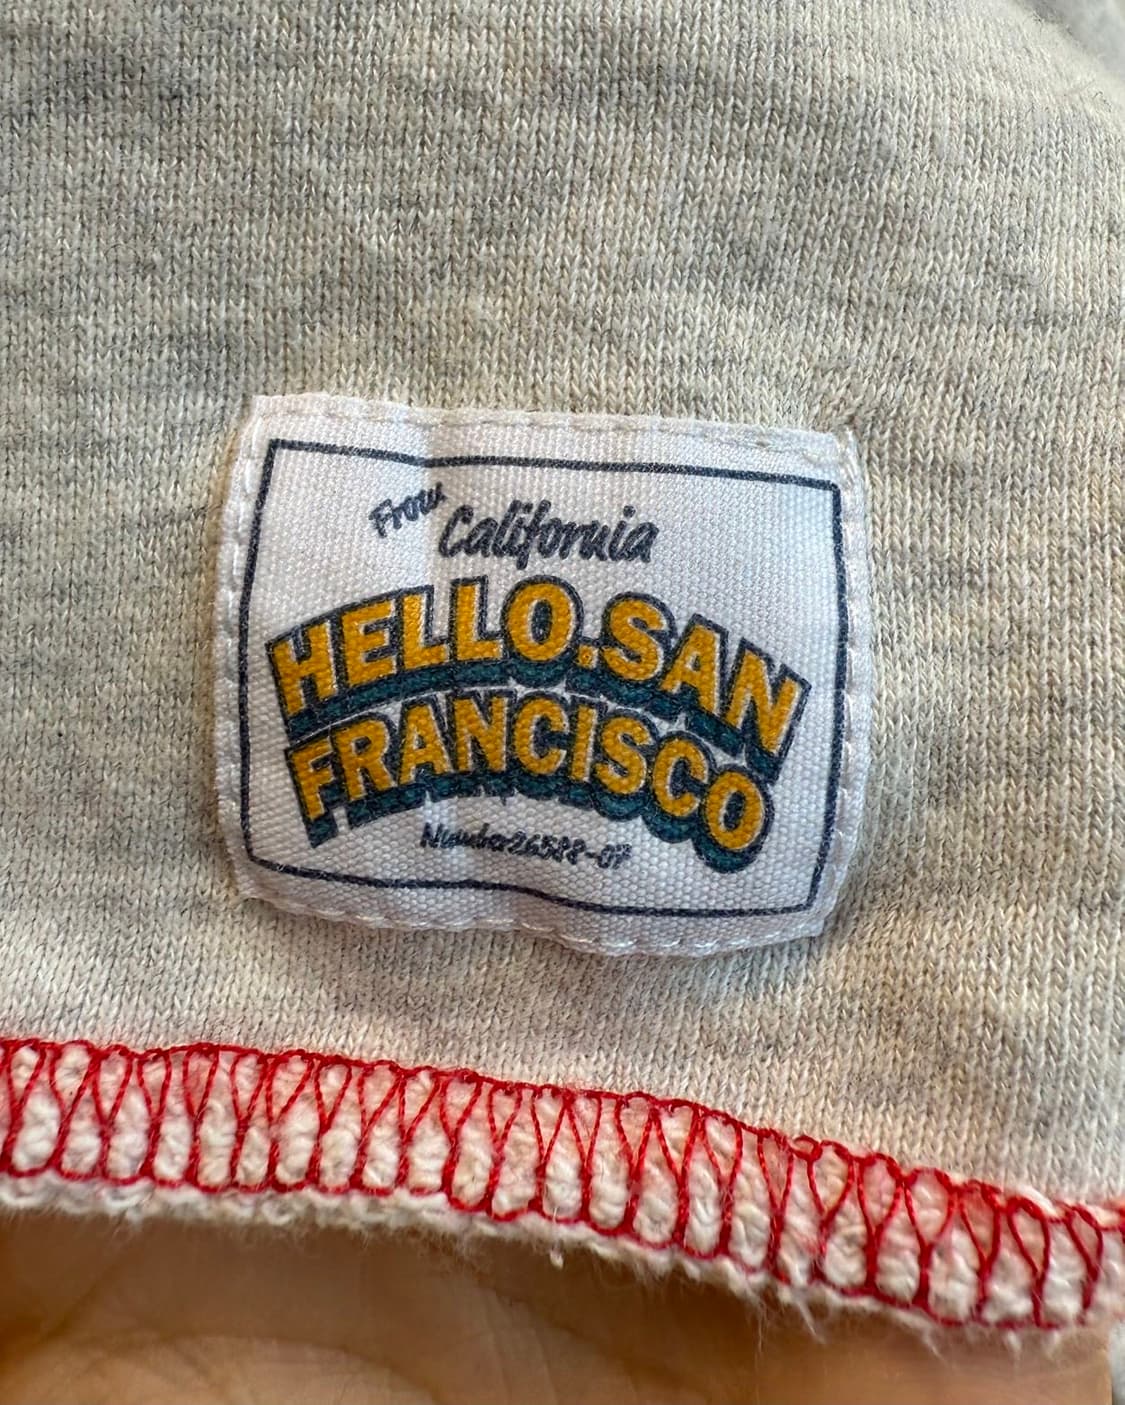 From California
HELLO.SAN
FRANCISCO
Number26588-07